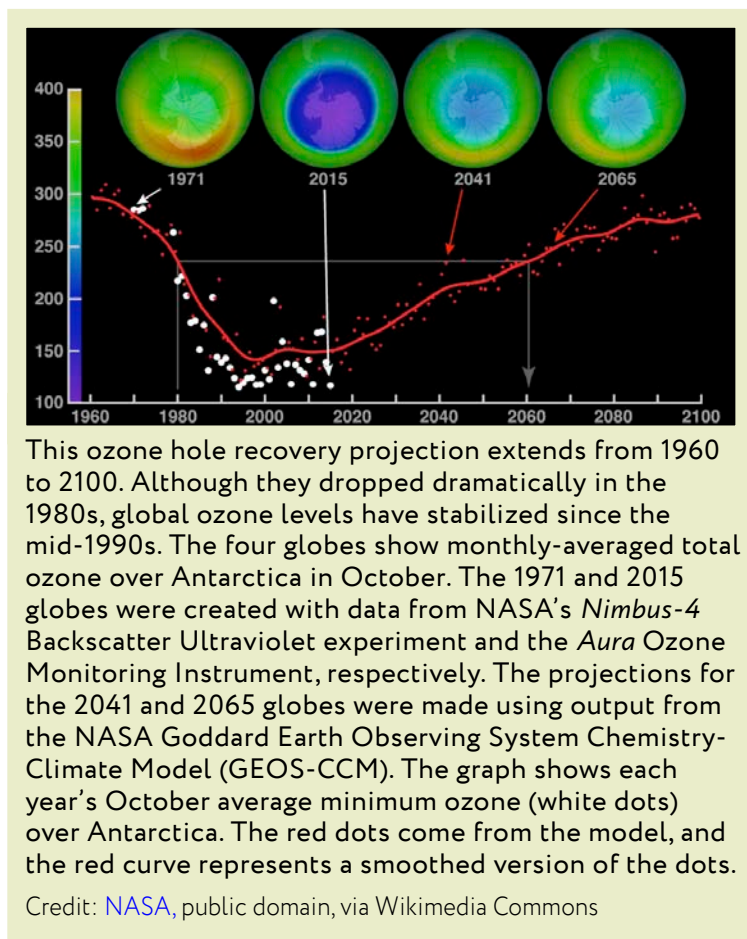 400
350
300
250
200
150
100
1971 2015 2041 2065
1960 1980 2000 2020 2040 2060 2080 2100
This ozone hole recovery projection extends from 1960
to 2100. Although they dropped dramatically in the
1980s, global ozone levels have stabilized since the
mid-1990s. The four globes show monthly-averaged total
ozone over Antarctica in October. The 1971 and 2015
globes were created with data from NASA’s Nimbus-4
Backscatter Ultraviolet experiment and the Aura Ozone
Monitoring Instrument, respectively. The projections for
the 2041 and 2065 globes were made using output from
the NASA Goddard Earth Observing System Chemistry-
Climate Model (GEOS-CCM). The graph shows each
year’s October average minimum ozone (white dots)
over Antarctica. The red dots come from the model, and
the red curve represents a smoothed version of the dots.
Credit: NASA, public domain, via Wikimedia Commons